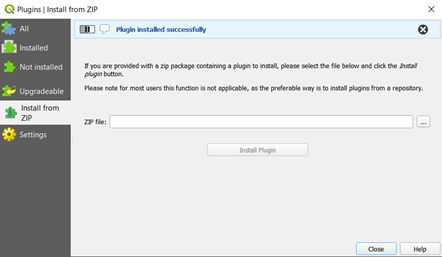 Plugins | Install from ZIP
All
Installed
Not installed
Upgradeable
Install from
ZIP
Settings
Plugin installed successfully
If you are provided with a zip package containing a plugin to install, please select the file below and click the Install
plugin button.
Please note for most users this function is not applicable, as the preferable way is to install plugins from a repository.
ZIP file:
...
Install Plugin
Close
Help